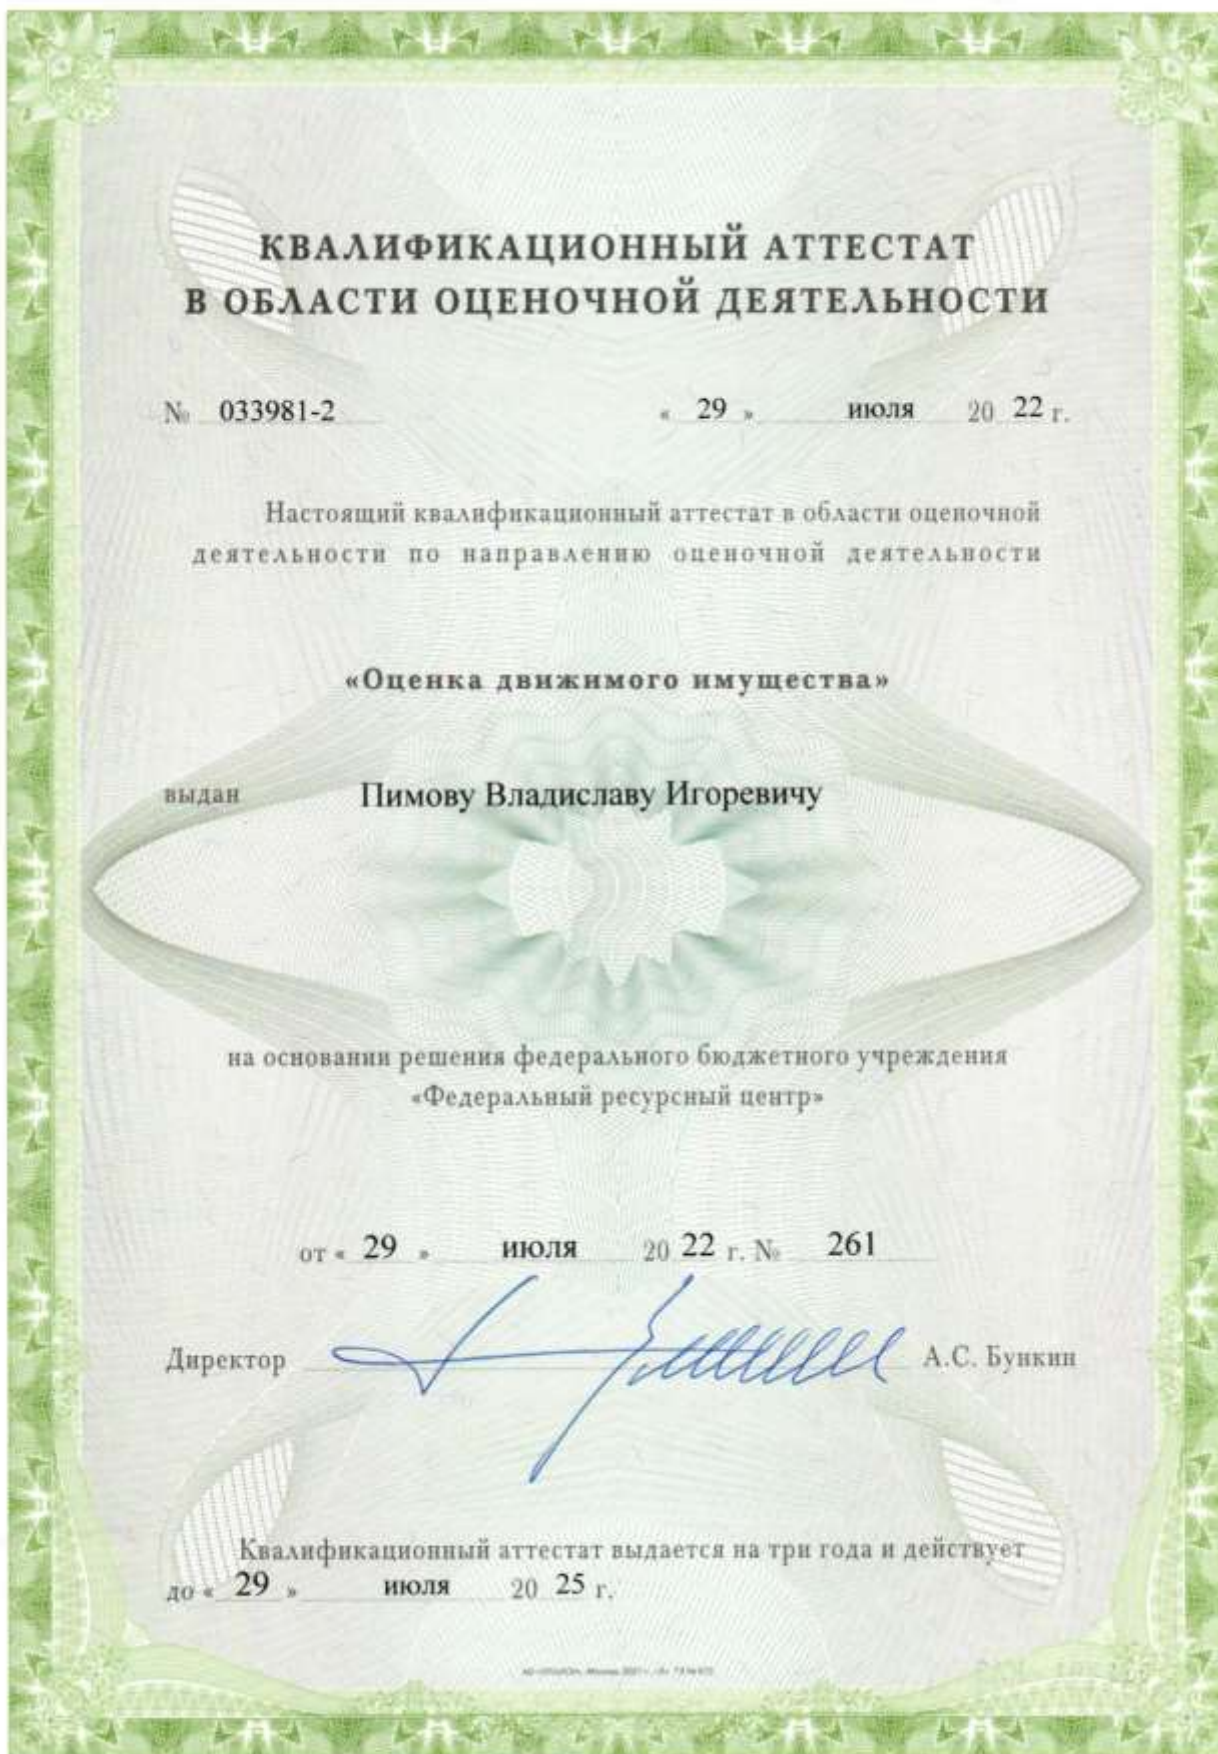 КВАЛИФИКАЦИОННЫЙ АТТЕСТАТ
В ОБЛАСТИ ОЦЕНОЧНОЙ ДЕЯТЕЛЬНОСТИ
№ 033981-2 « 29 » июля 20 22 г.
Настоящий квалификационный аттестат в области оценочной
деятельности по направлению оценочной деятельности
«Оценка движимого имущества»
выдан Пимову Владиславу Игоревичу
на основании решения федерального бюджетного учреждения
«Федеральный ресурсный центр»
от « 29 » июля 20 22 г. № 261
Директор А.С. Бункин
Квалификационный аттестат выдается на три года и действует
до « 29 » июля 20 25 г.